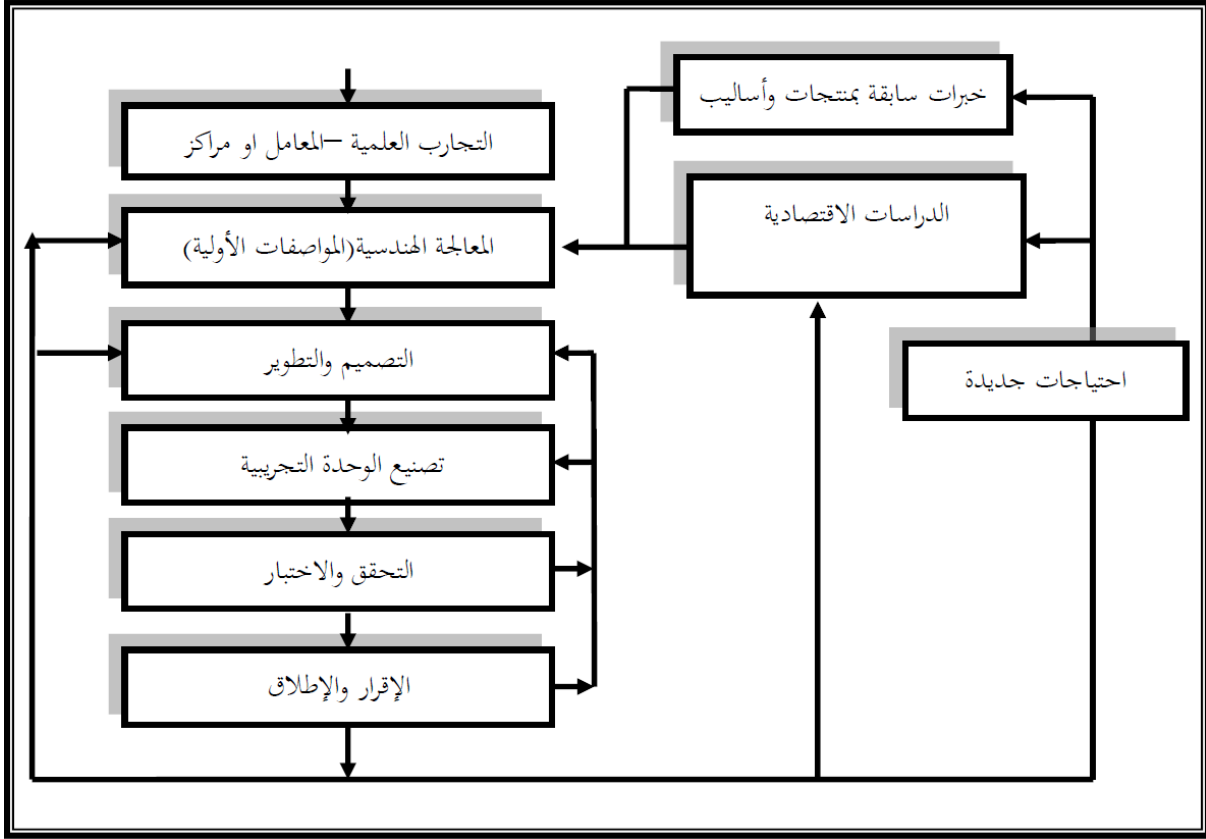 خبرات سابقة بمنتجات وأساليب
التجارب العلمية –المعامل او مراكز
الدراسات الاقتصادية
المعالجة الهندسية(المواصفات الأولية)
التصميم والتطوير
احتياجات جديدة
تصنيع الوحدة التجريبية
التحقق والاختبار
الإقرار والإطلاق